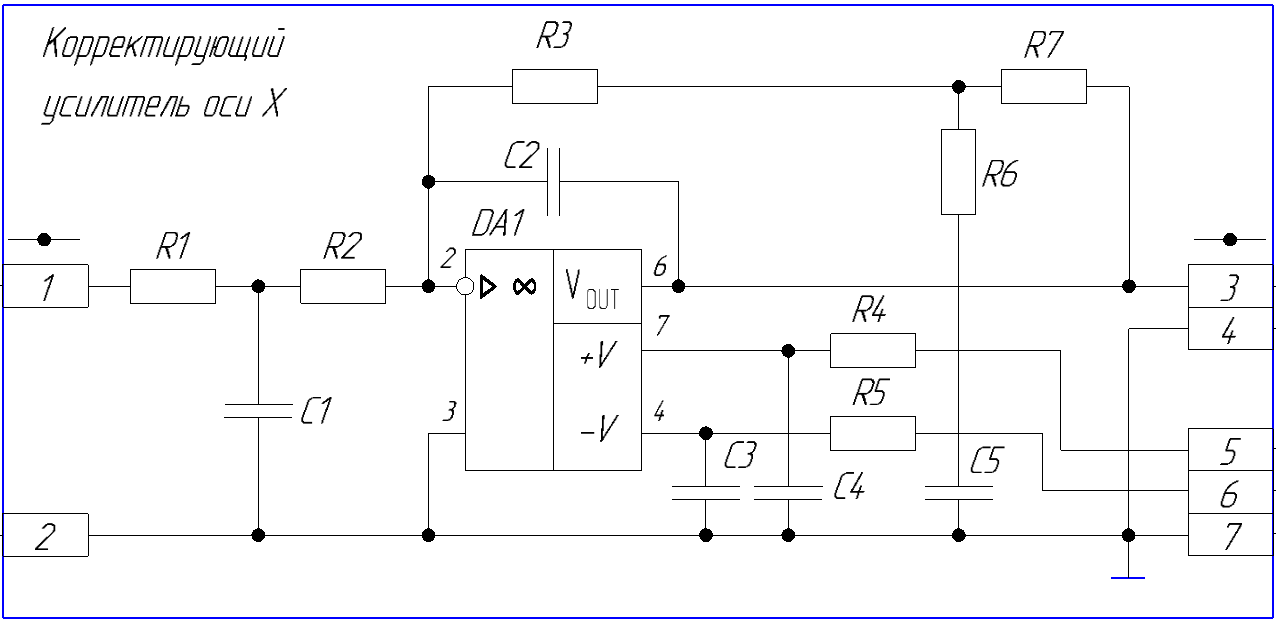 Корректирующий
усилитель оси X
R3
R7
C2
R6
DA1
R1
R2
2
6
1
▷ ∞
V OUT
3
7
R4
4
+V
R5
3
4
C1
-V
C3
C5
5
C4
6
2
7